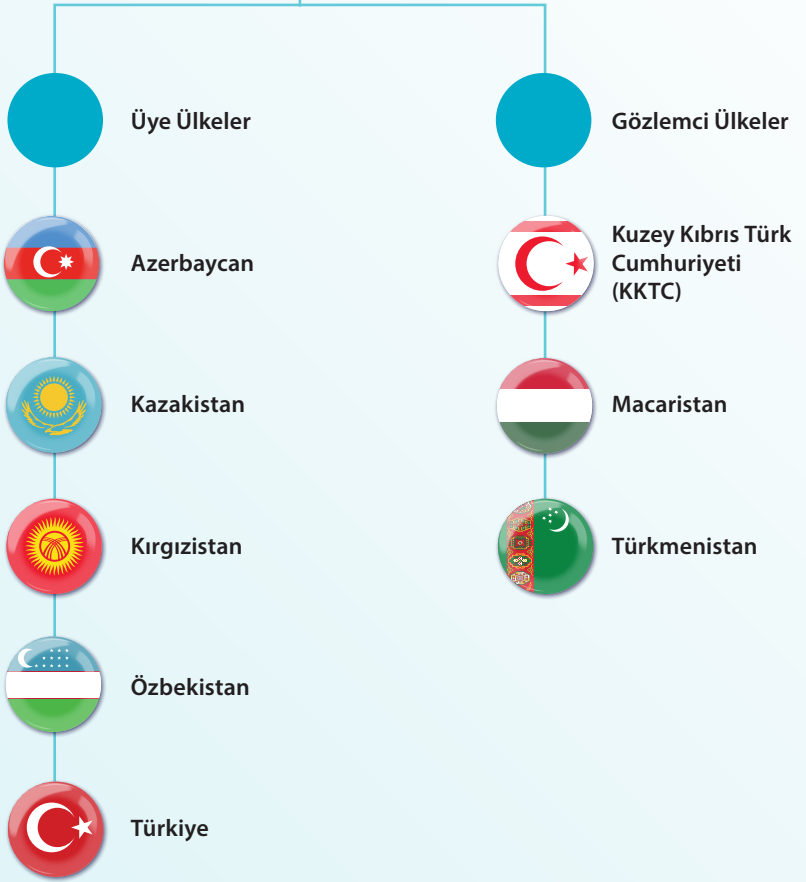 Üye Ülkeler
Azerbaycan
Kazakistan
Kırgızistan
Özbekistan
Türkiye
Gözlemci Ülkeler
Kuzey Kıbrıs Türk
Cumhuriyeti
(KKTC)
Macaristan
Türkmenistan